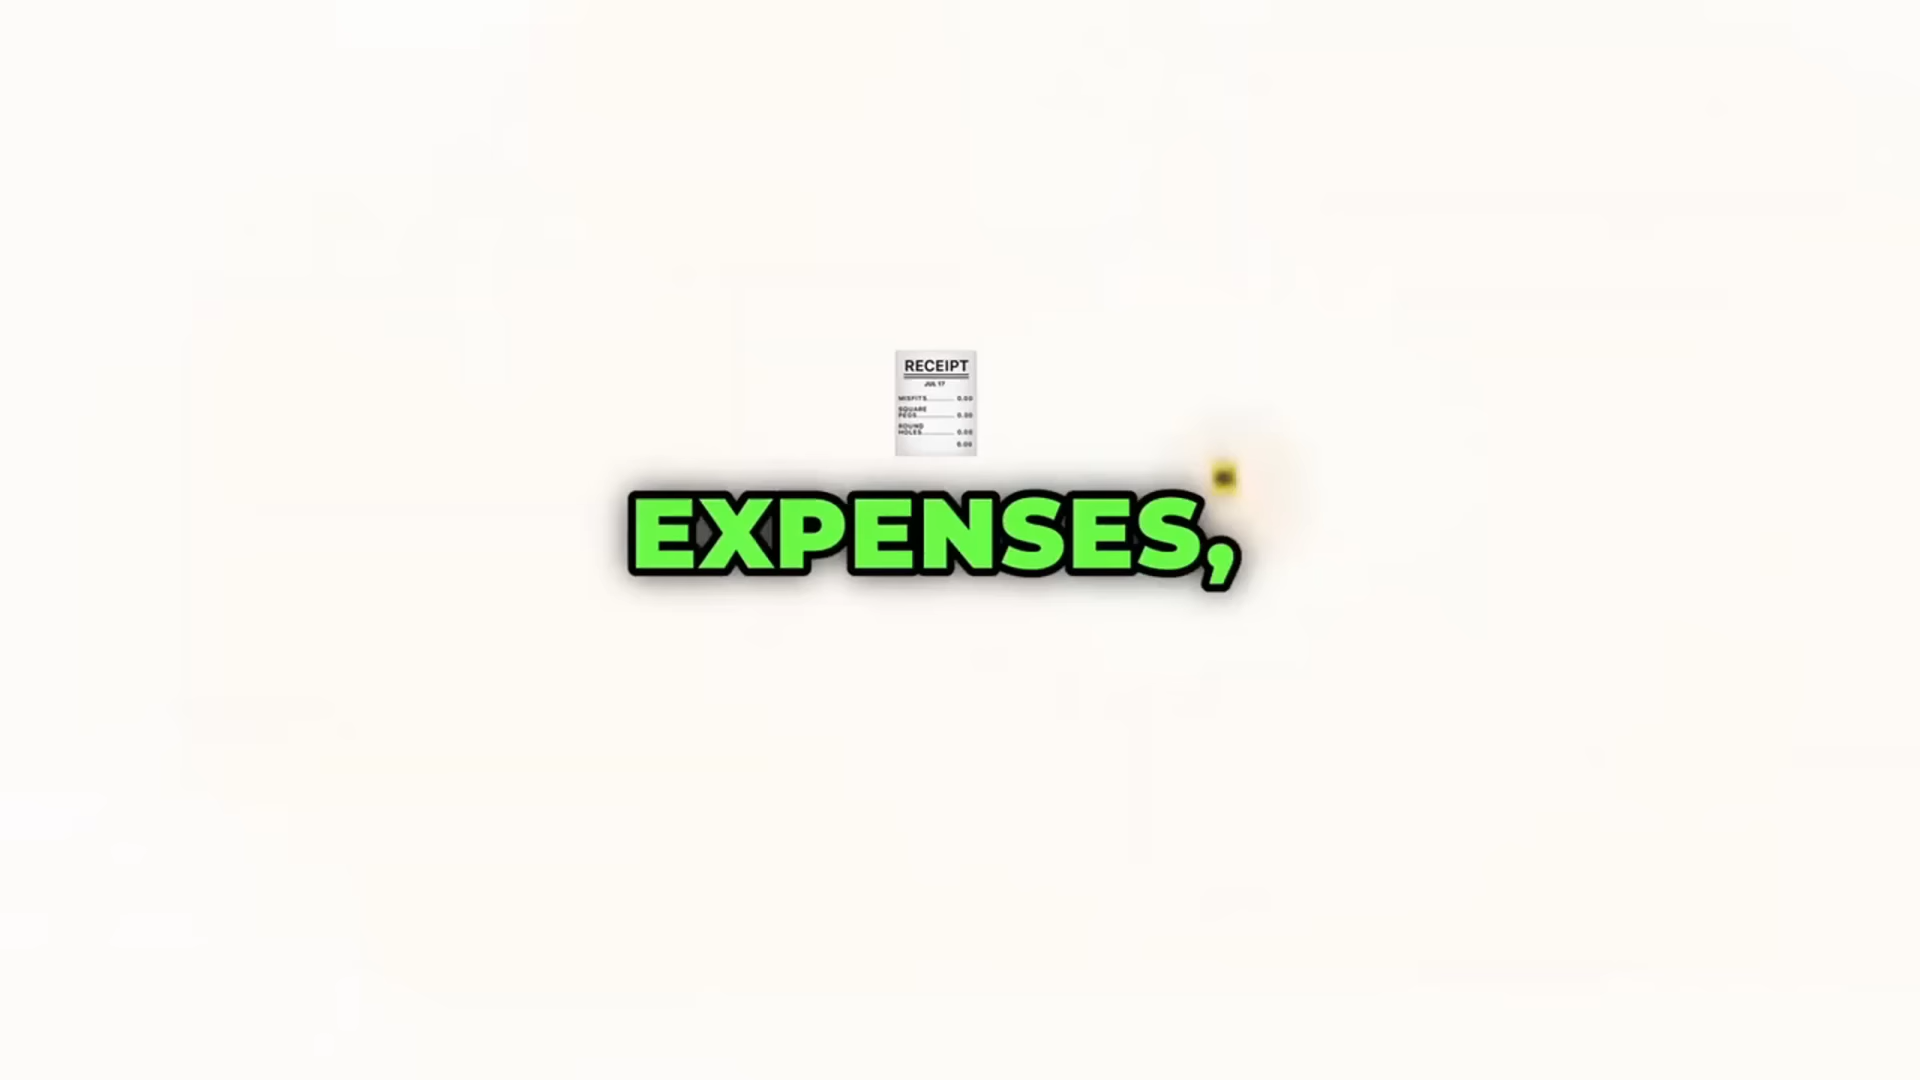 RECEIPT
JUL 17
MISFITS 0.00
SQUARE
PEGS 0.00
ROUND
HOLES 0.00
0.00
EXPENSES,